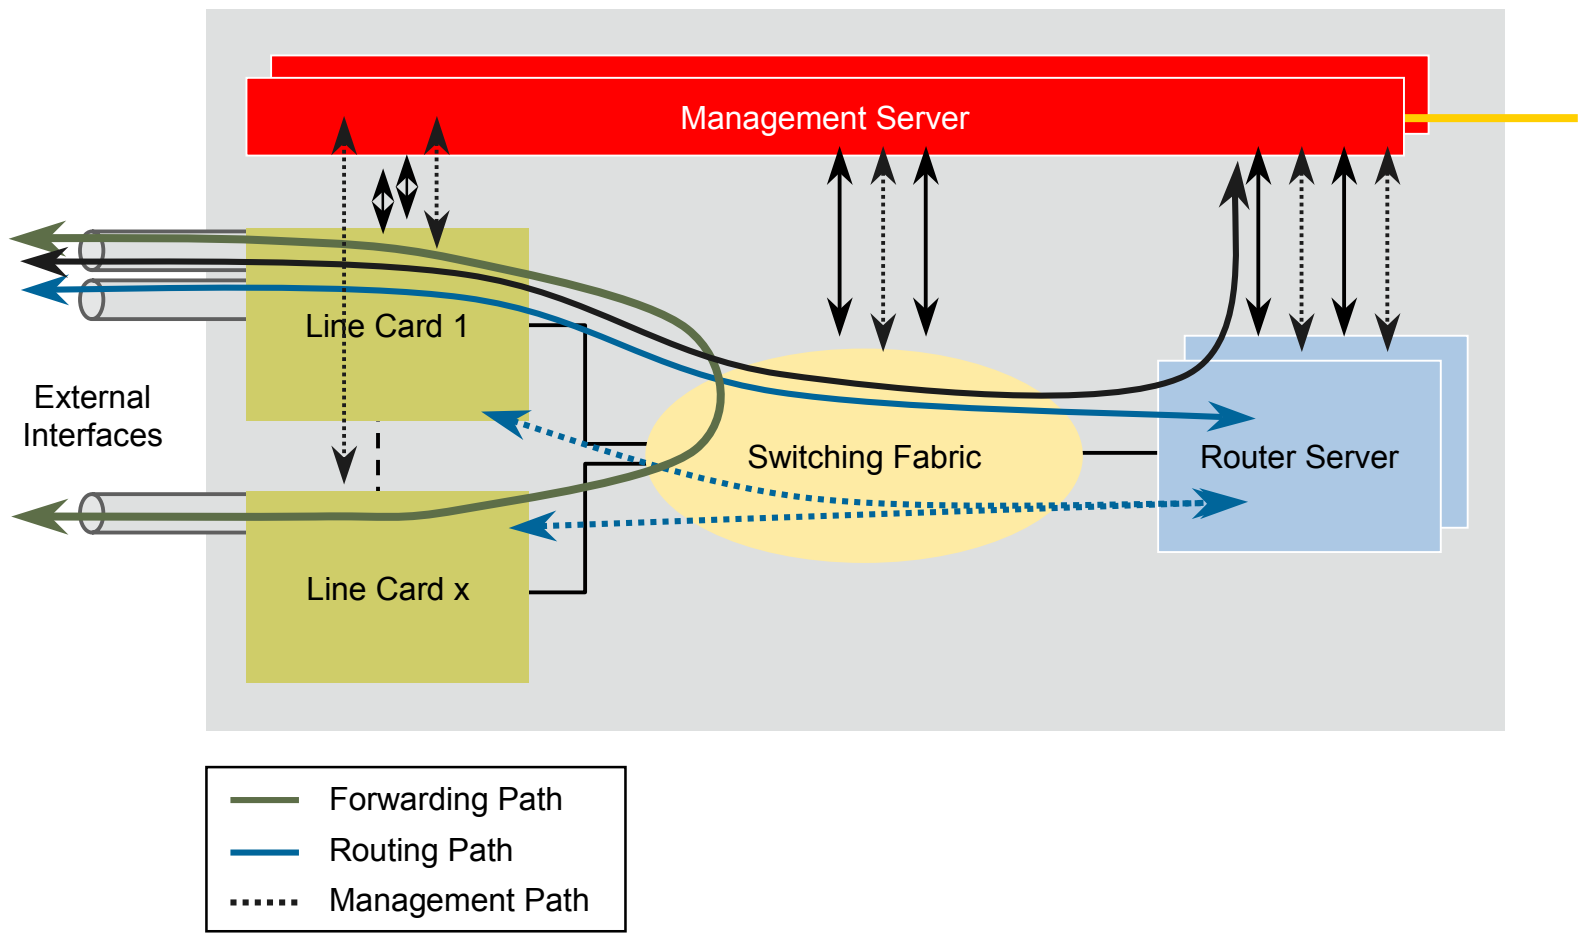 Management Server
Line Card 1
External
Interfaces
Switching Fabric
Router Server
Line Card x
Forwarding Path
Routing Path
Management Path